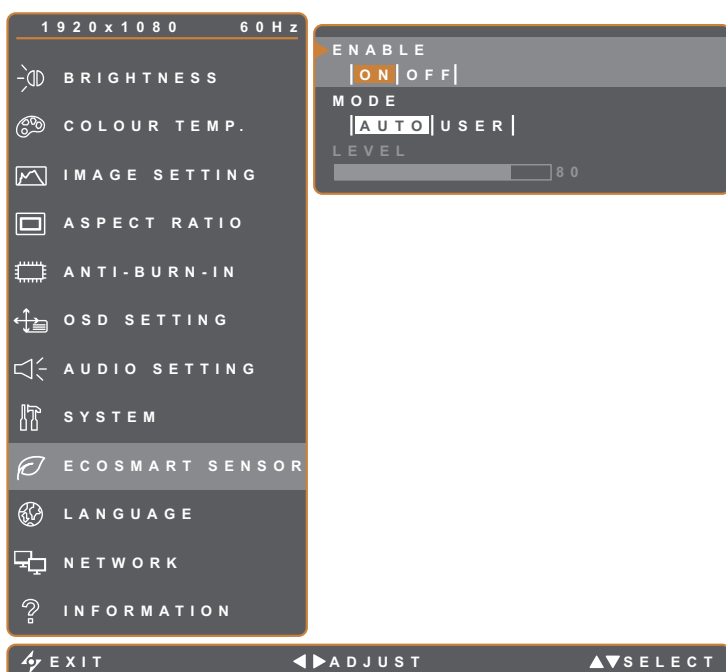 1920x1080 60Hz
BRIGHTNESS
COLOUR TEMP.
IMAGE SETTING
ASPECT RATIO
ANTI-BURN-IN
OSD SETTING
AUDIO SETTING
SYSTEM
ECOSMART SENSOR
LANGUAGE
NETWORK
INFORMATION
ENABLE
ON OFF
MODE
AUTO USER
LEVEL
80
EXIT ADJUST SELECT